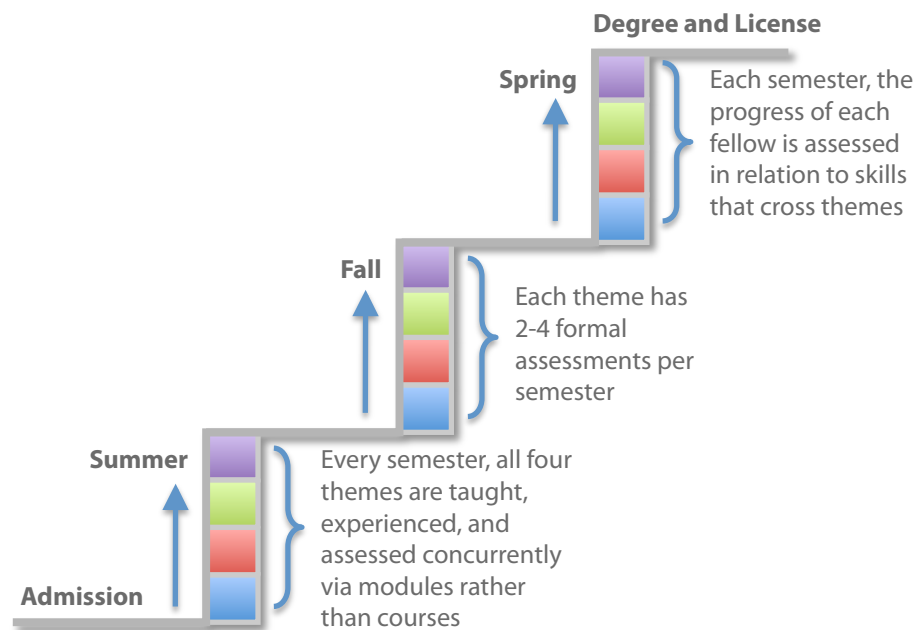 Degree and License
Spring
Each semester, the
progress of each
fellow is assessed
in relation to skills
that cross themes
Fall
Each theme has
2-4 formal
assessments per
semester
Summer
Every semester, all four
themes are taught,
experienced, and
assessed concurrently
via modules rather
than courses
Admission